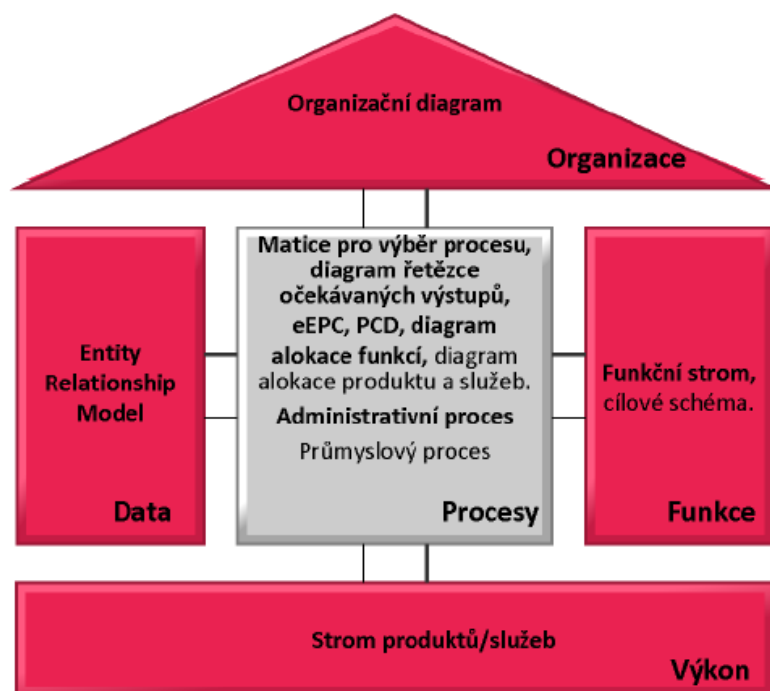 Organizační diagram
Organizace
Entity
Relationship
Model
Data
Matice pro výběr procesu,
diagram řetězce
očekávaných výstupů,
eEPC, PCD, diagram
alokace funkcí, diagram
alokace produktu a služeb.
Administrativní proces
Průmyslový proces
Procesy
Funkční strom,
cílové schéma.
Funkce
Strom produktů/služeb
Výkon